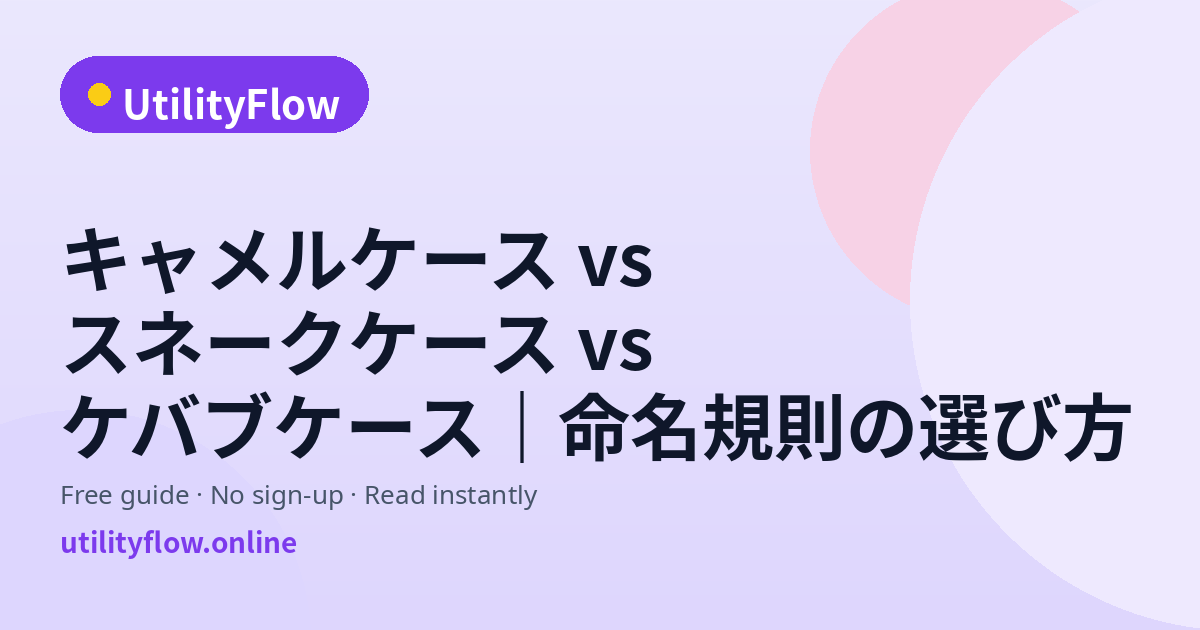 UtilityFlow
キャメルケース vs
スネークケース vs
ケバブケース｜命名規則の選び方
Free guide · No sign-up · Read instantly
utilityflow.online